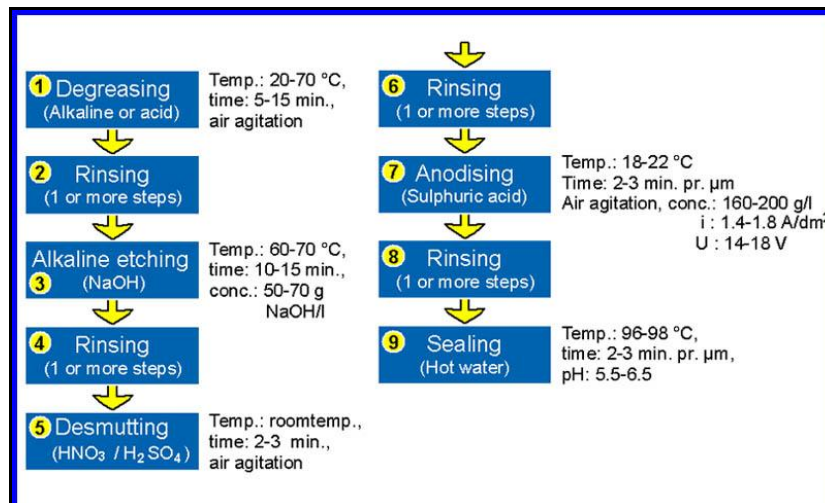 1 Degreasing
(Alkaline or acid)
Temp.: 20-70 °C,
time: 5-15 min.,
air agitation
2 Rinsing
(1 or more steps)
Alkaline etching
3 (NaOH)
Temp.: 60-70 °C,
time: 10-15 min.,
conc.: 50-70 g
NaOH/l
4 Rinsing
(1 or more steps)
5 Desmutting
(HNO₃ / H₂SO₄)
Temp.: roomtemp.,
time: 2-3 min.,
air agitation
6 Rinsing
(1 or more steps)
7 Anodising
(Sulphuric acid)
Temp.: 18-22 °C
Time: 2-3 min. pr. µm
Air agitation, conc.: 160-200 g/l
i : 1.4-1.8 A/dm²
U : 14-18 V
8 Rinsing
(1 or more steps)
9 Sealing
(Hot water)
Temp.: 96-98 °C,
time: 2-3 min. pr. µm,
pH: 5.5-6.5